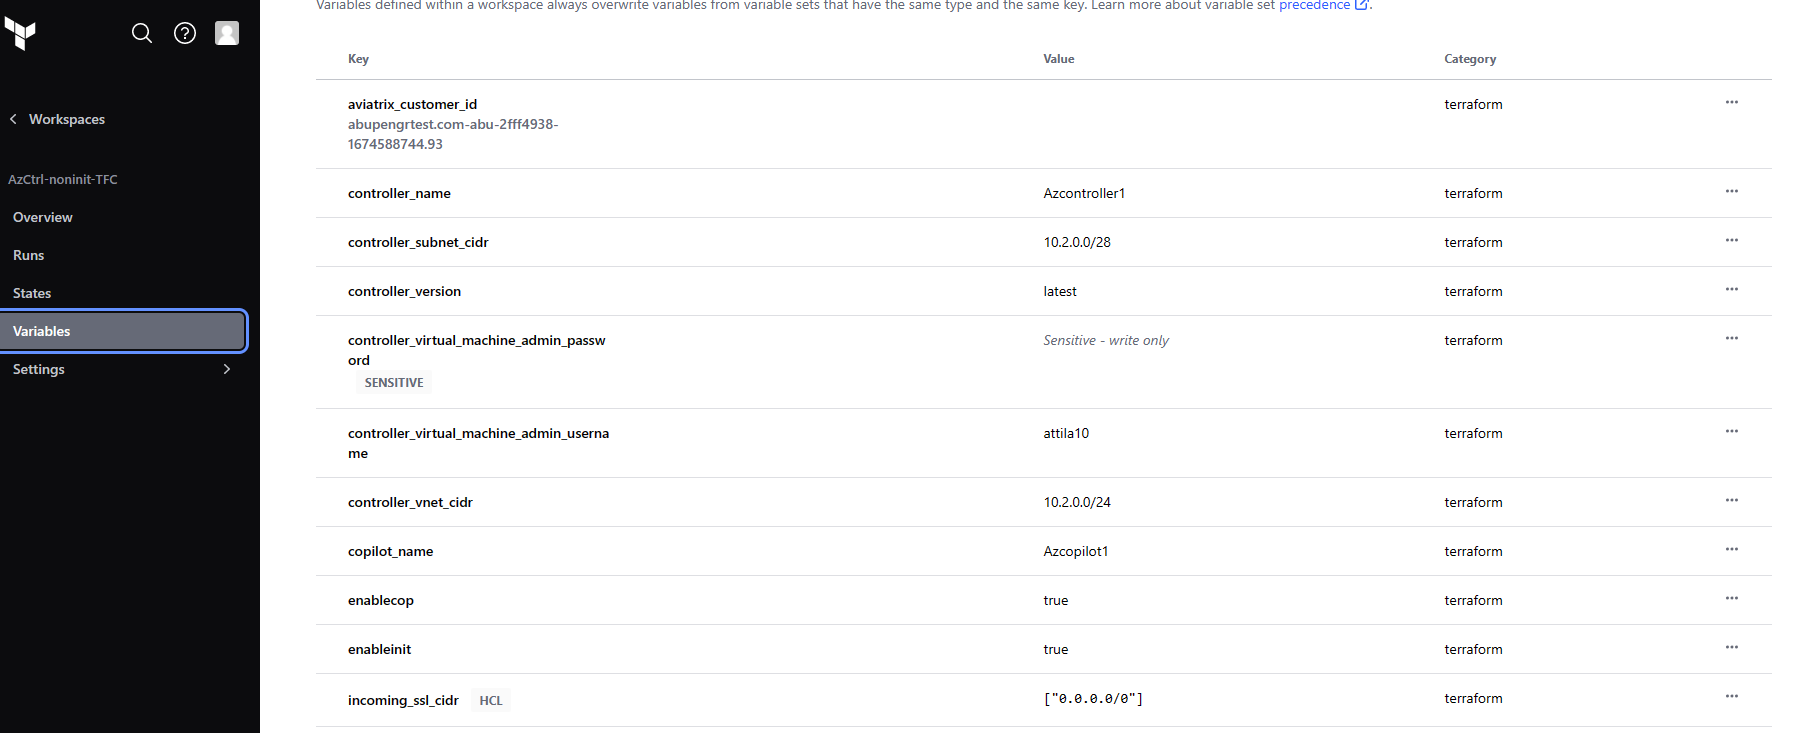 Variables defined within a workspace always overwrite variables from variable sets that have the same type and the same key. Learn more about variable set precedence.
Key Value Category
Workspaces
AzCtrl-noninit-TFC
Overview
Runs
States
Variables
Settings
aviatrix_customer_id terraform
abupengrtest.com-abu-2fff4938-
1674588744.93
controller_name Azcontroller1 terraform
controller_subnet_cidr 10.2.0.0/28 terraform
controller_version latest terraform
controller_virtual_machine_admin_passw Sensitive - write only terraform
ord
SENSITIVE
controller_virtual_machine_admin_userna attila10 terraform
me
controller_vnet_cidr 10.2.0.0/24 terraform
copilot_name Azcopilot1 terraform
enablecop true terraform
enableinit true terraform
incoming_ssl_cidr HCL ["0.0.0.0/0"] terraform